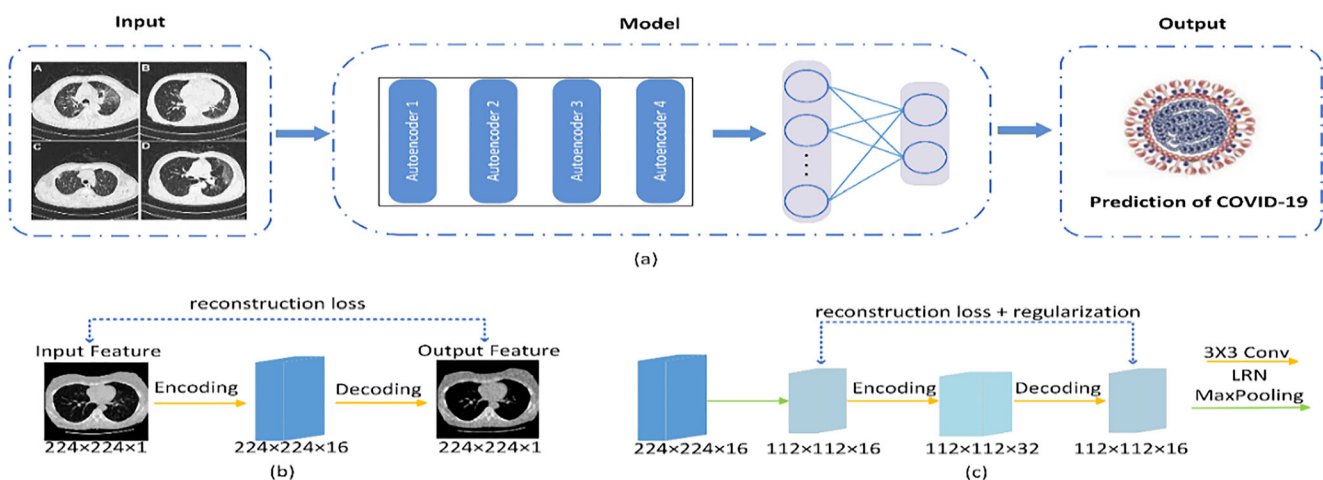 Input
Model
Output
A
B
C
D
Autoencoder 1
Autoencoder 2
Autoencoder 3
Autoencoder 4
Prediction of COVID-19
(a)
reconstruction loss
Input Feature
Output Feature
Encoding
Decoding
224×224×1
224×224×16
224×224×1
(b)
reconstruction loss + regularization
Encoding
Decoding
224×224×16
112×112×16
112×112×32
112×112×16
(c)
3X3 Conv
LRN
MaxPooling